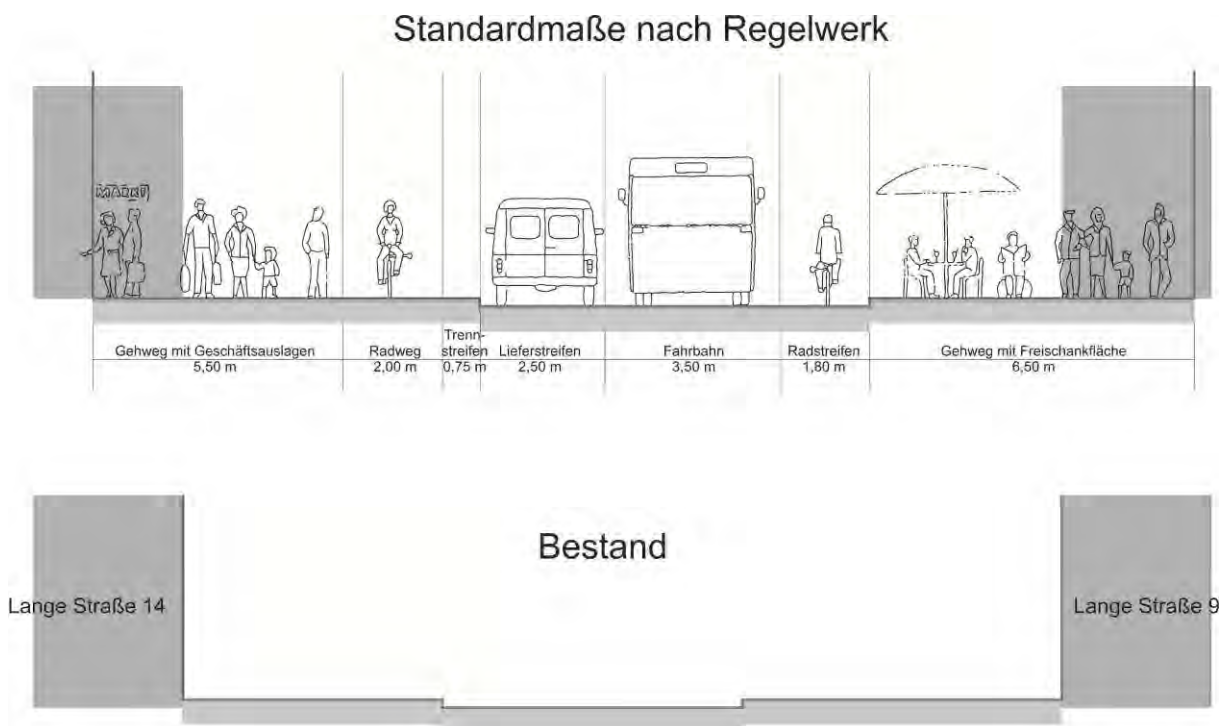 Standardmaße nach Regelwerk
MARKT
Gehweg mit Geschäftsauslagen
5,50 m
Radweg
2,00 m
Trenn-
streifen
0,75 m
Lieferstreifen
2,50 m
Fahrbahn
3,50 m
Radstreifen
1,80 m
Gehweg mit Freischankfläche
6,50 m
Bestand
Lange Straße 14
Lange Straße 9